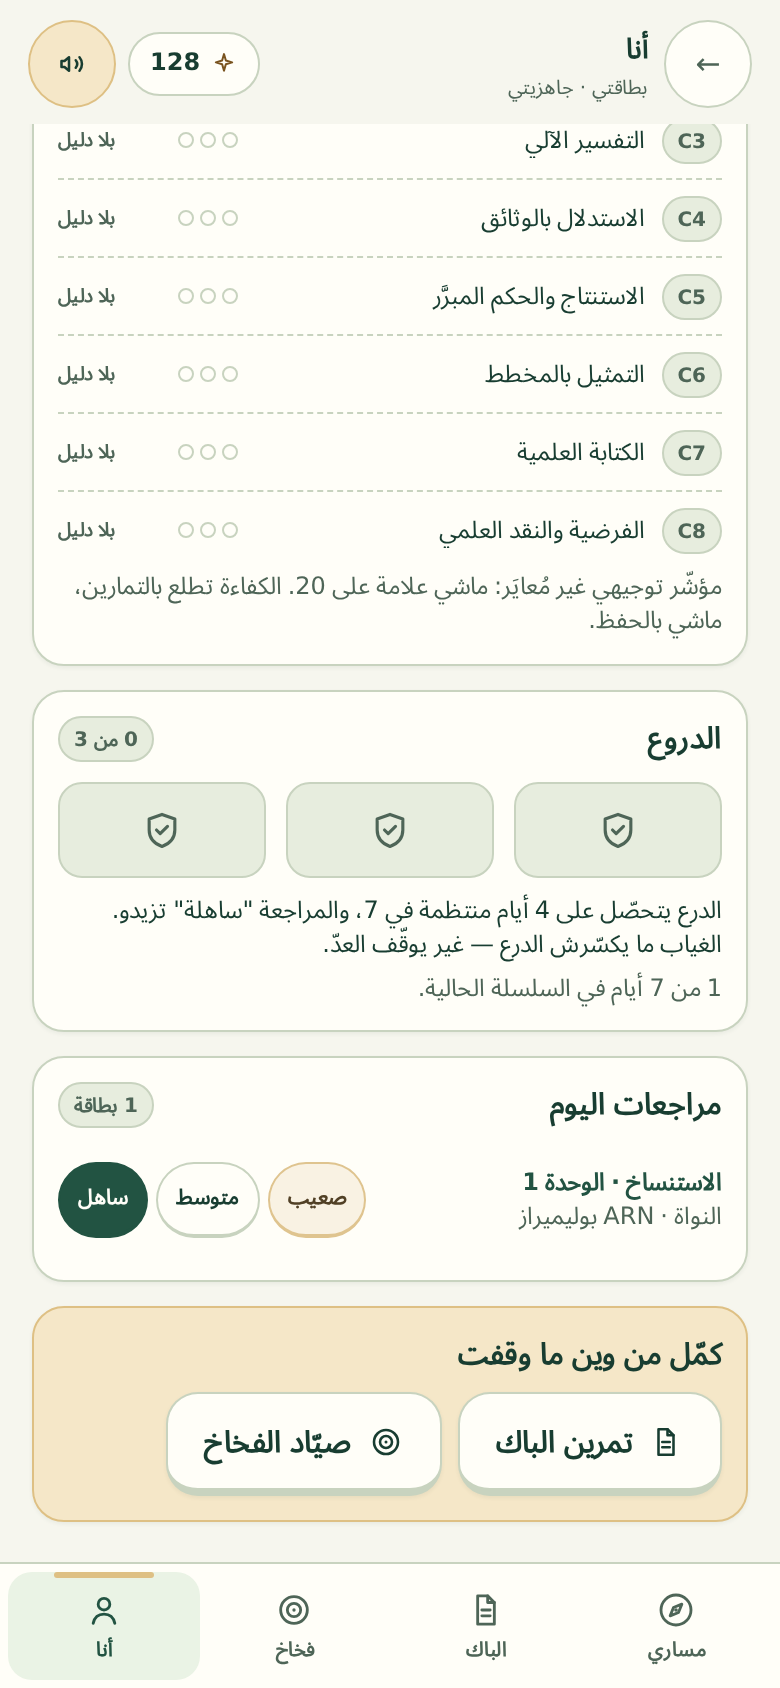 أنا
بطاقتي · جاهزيتي
128
C3 التفسير الآلي بلا دليل
C4 الاستدلال بالوثائق بلا دليل
C5 الاستنتاج والحكم المبرَّر بلا دليل
C6 التمثيل بالمخطط بلا دليل
C7 الكتابة العلمية بلا دليل
C8 الفرضية والنقد العلمي بلا دليل
مؤشّر توجيهي غير مُعايَر: ماشي علامة على 20. الكفاءة تطلع بالتمارين،
ماشي بالحفظ.
الدروع
0 من 3
الدرع يتحصّل على 4 أيام منتظمة في 7، والمراجعة "ساهلة" تزيدو.
الغياب ما يكسّرش الدرع — غير يوقّف العدّ.
1 من 7 أيام في السلسلة الحالية.
مراجعات اليوم
1 بطاقة
الاستنساخ · الوحدة 1
النواة · ARN بوليميراز
صعيب
متوسط
ساهل
كمّل من وين ما وقفت
تمرين الباك
صيّاد الفخاخ
مساري
الباك
فخاخ
أنا